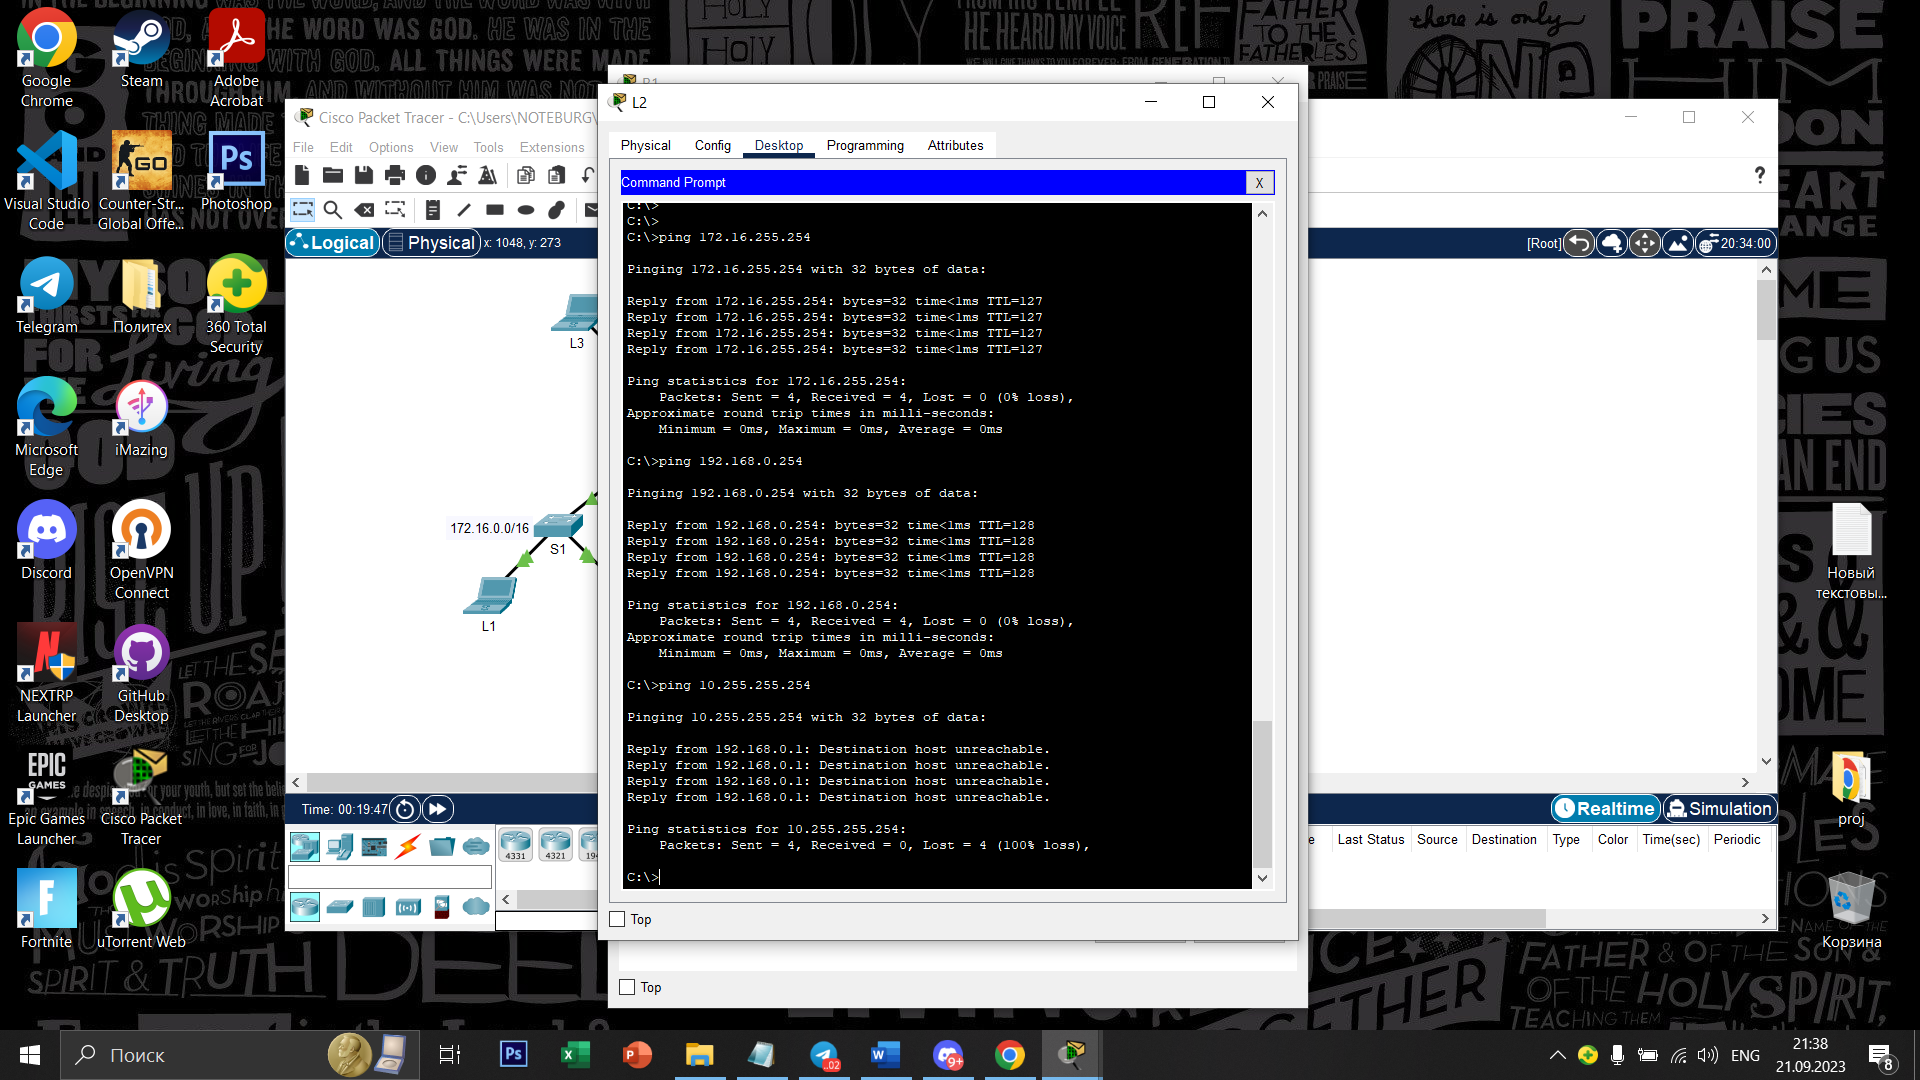 Google
Chrome
Steam
Adobe
Acrobat
Visual Studio
Code
Counter-Str...
Global Offe...
Photoshop
Telegram
Политех
360 Total
Security
Microsoft
Edge
iMazing
Discord
OpenVPN
Connect
NEXTRP
Launcher
GitHub
Desktop
Epic Games
Launcher
Cisco Packet
Tracer
Fortnite
uTorrent Web
Cisco Packet Tracer - C:\Users\NOTEBURG\
File Edit Options View Tools Extensions
Logical
Physical
x: 1048, y: 273
[Root]
20:34:00
L3
172.16.0.0/16
S1
L1
Time: 00:19:47
Realtime
Simulation
4331
4321
Last Status Source Destination Type Color Time(sec) Periodic
L2
Physical Config Desktop Programming Attributes
Command Prompt
X
C:\>
C:\>
C:\>ping 172.16.255.254
Pinging 172.16.255.254 with 32 bytes of data:
Reply from 172.16.255.254: bytes=32 time<1ms TTL=127
Reply from 172.16.255.254: bytes=32 time<1ms TTL=127
Reply from 172.16.255.254: bytes=32 time<1ms TTL=127
Reply from 172.16.255.254: bytes=32 time<1ms TTL=127
Ping statistics for 172.16.255.254:
Packets: Sent = 4, Received = 4, Lost = 0 (0% loss),
Approximate round trip times in milli-seconds:
Minimum = 0ms, Maximum = 0ms, Average = 0ms
C:\>ping 192.168.0.254
Pinging 192.168.0.254 with 32 bytes of data:
Reply from 192.168.0.254: bytes=32 time<1ms TTL=128
Reply from 192.168.0.254: bytes=32 time<1ms TTL=128
Reply from 192.168.0.254: bytes=32 time<1ms TTL=128
Reply from 192.168.0.254: bytes=32 time<1ms TTL=128
Ping statistics for 192.168.0.254:
Packets: Sent = 4, Received = 4, Lost = 0 (0% loss),
Approximate round trip times in milli-seconds:
Minimum = 0ms, Maximum = 0ms, Average = 0ms
C:\>ping 10.255.255.254
Pinging 10.255.255.254 with 32 bytes of data:
Reply from 192.168.0.1: Destination host unreachable.
Reply from 192.168.0.1: Destination host unreachable.
Reply from 192.168.0.1: Destination host unreachable.
Reply from 192.168.0.1: Destination host unreachable.
Ping statistics for 10.255.255.254:
Packets: Sent = 4, Received = 0, Lost = 4 (100% loss),
C:\>
Top
Top
Новый
текстовы...
proj
Корзина
Поиск
ENG
21:38
21.09.2023
8